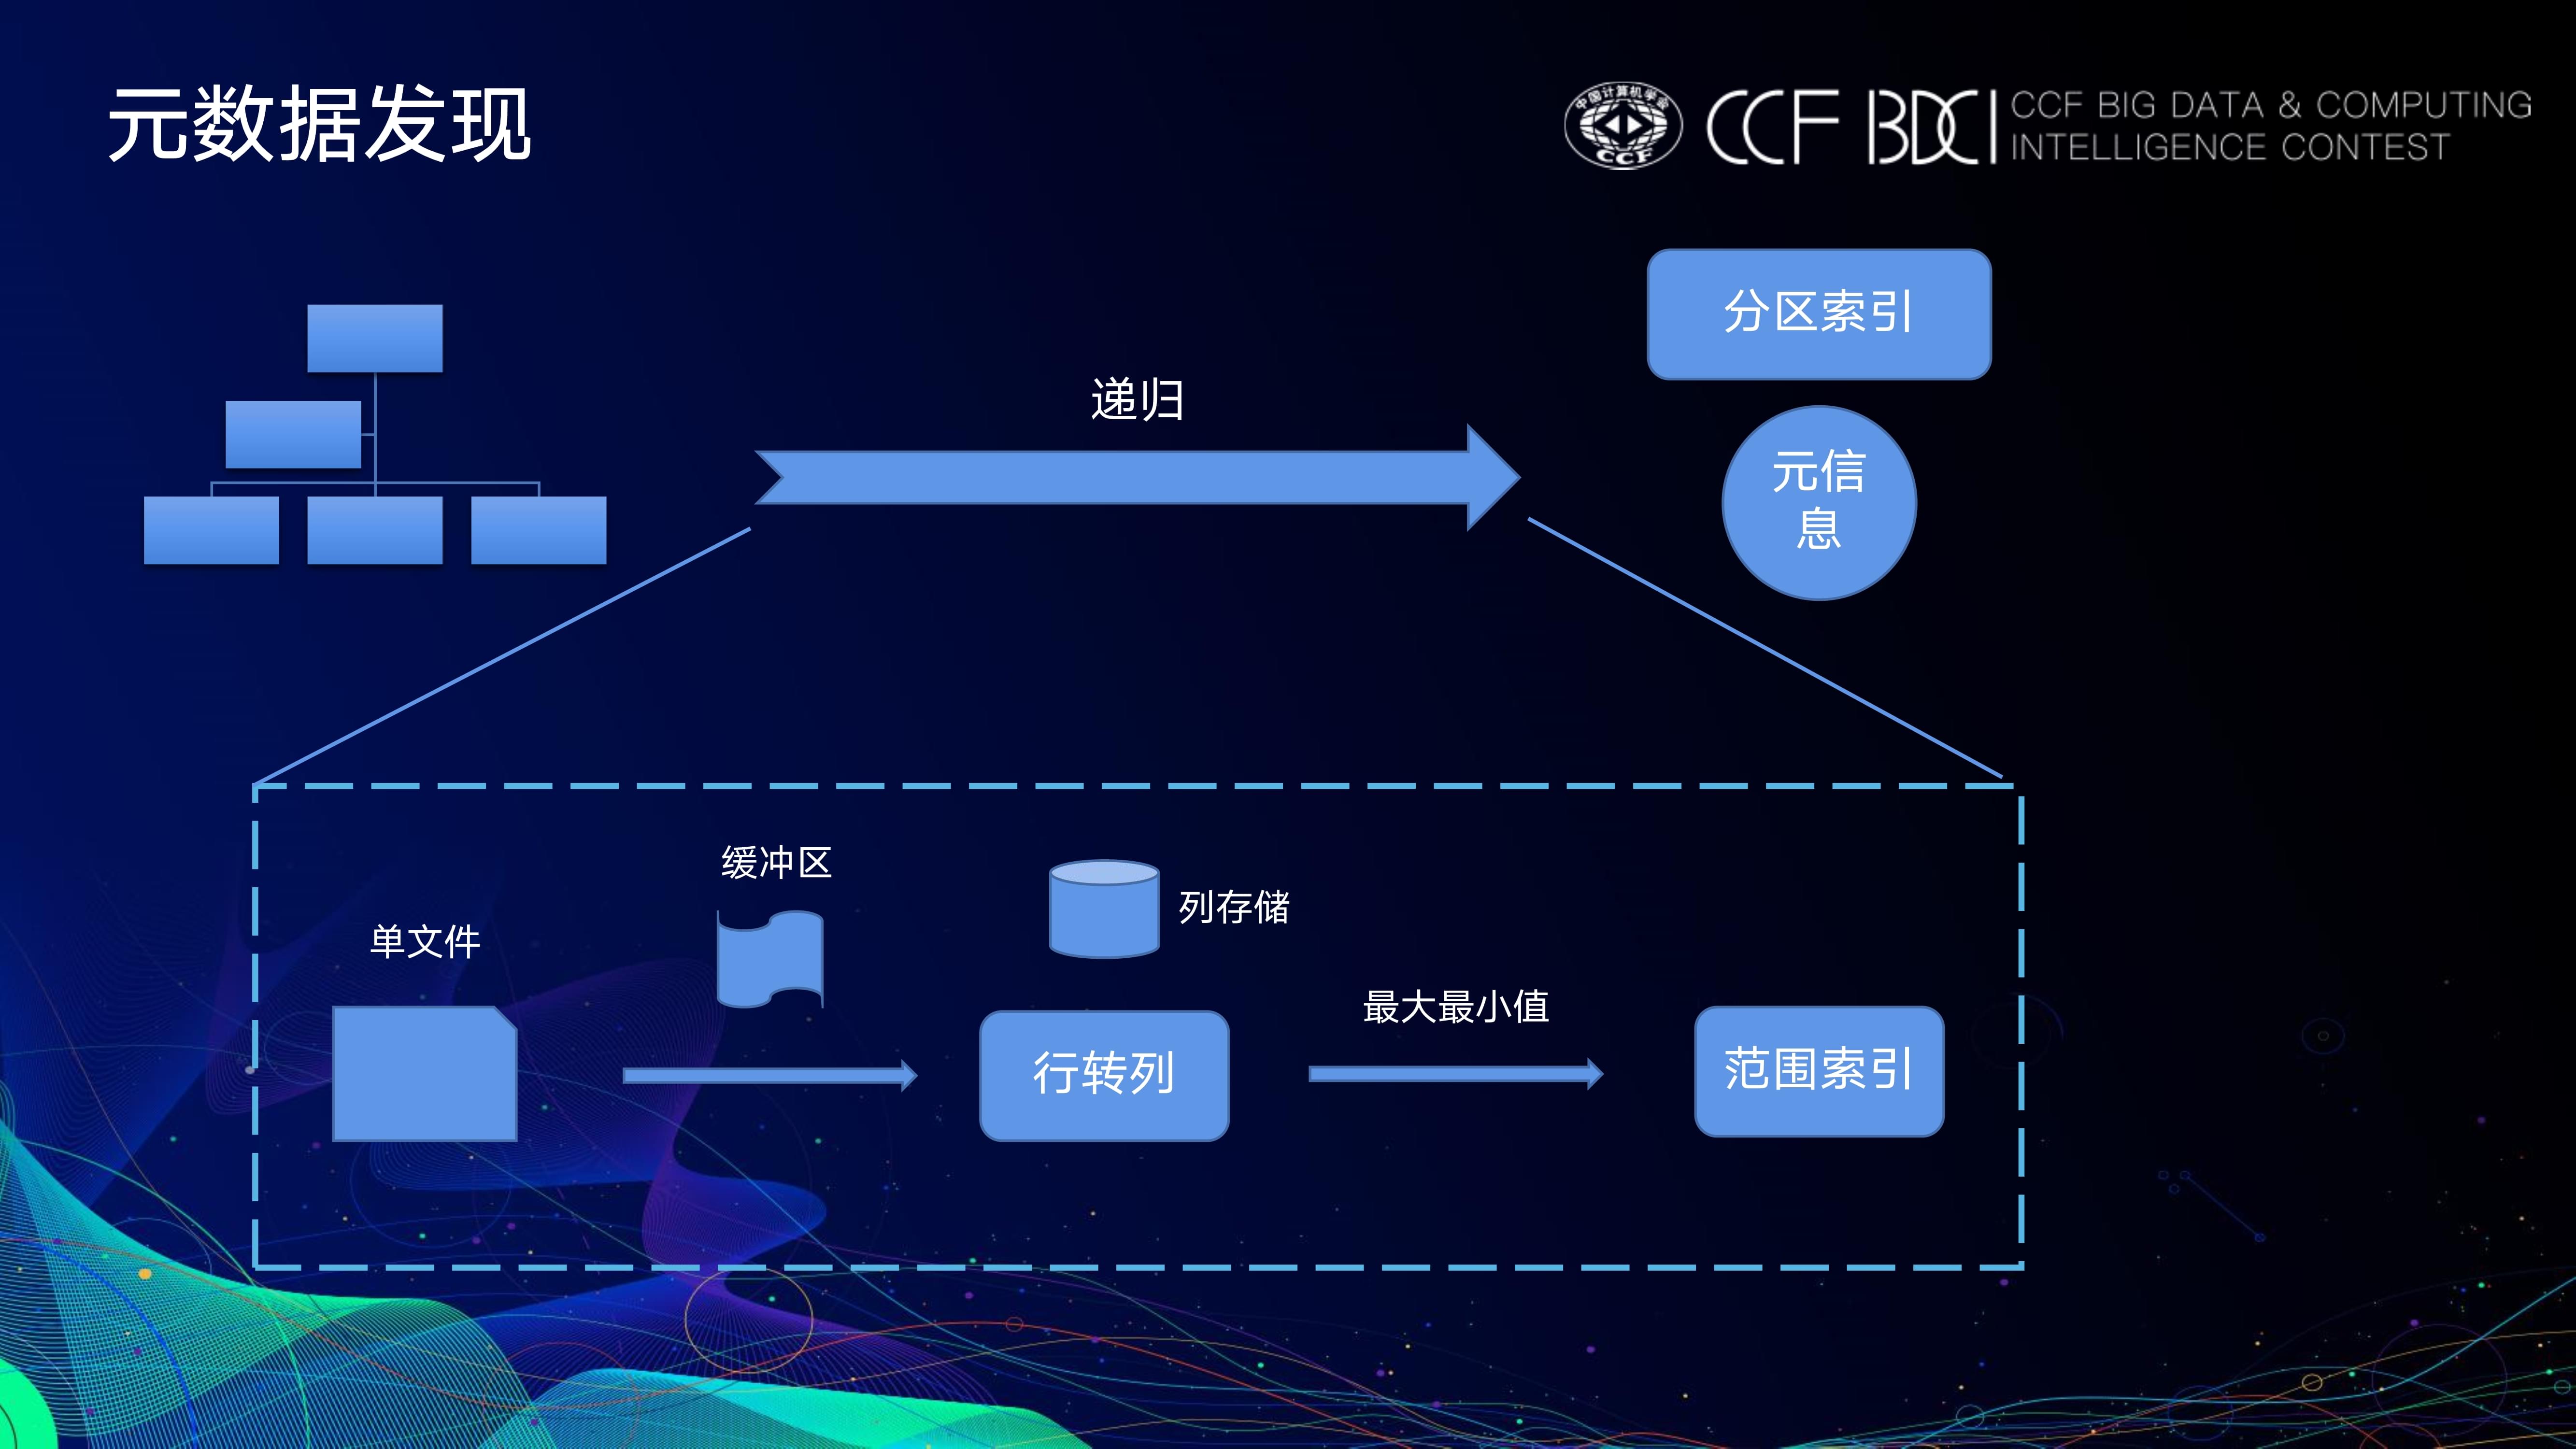 元数据发现
中国计算机学会
CCF
CCF BDCI
CCF BIG DATA & COMPUTING
INTELLIGENCE CONTEST
分区索引
递归
元信
息
缓冲区
列存储
单文件
最大最小值
行转列
范围索引